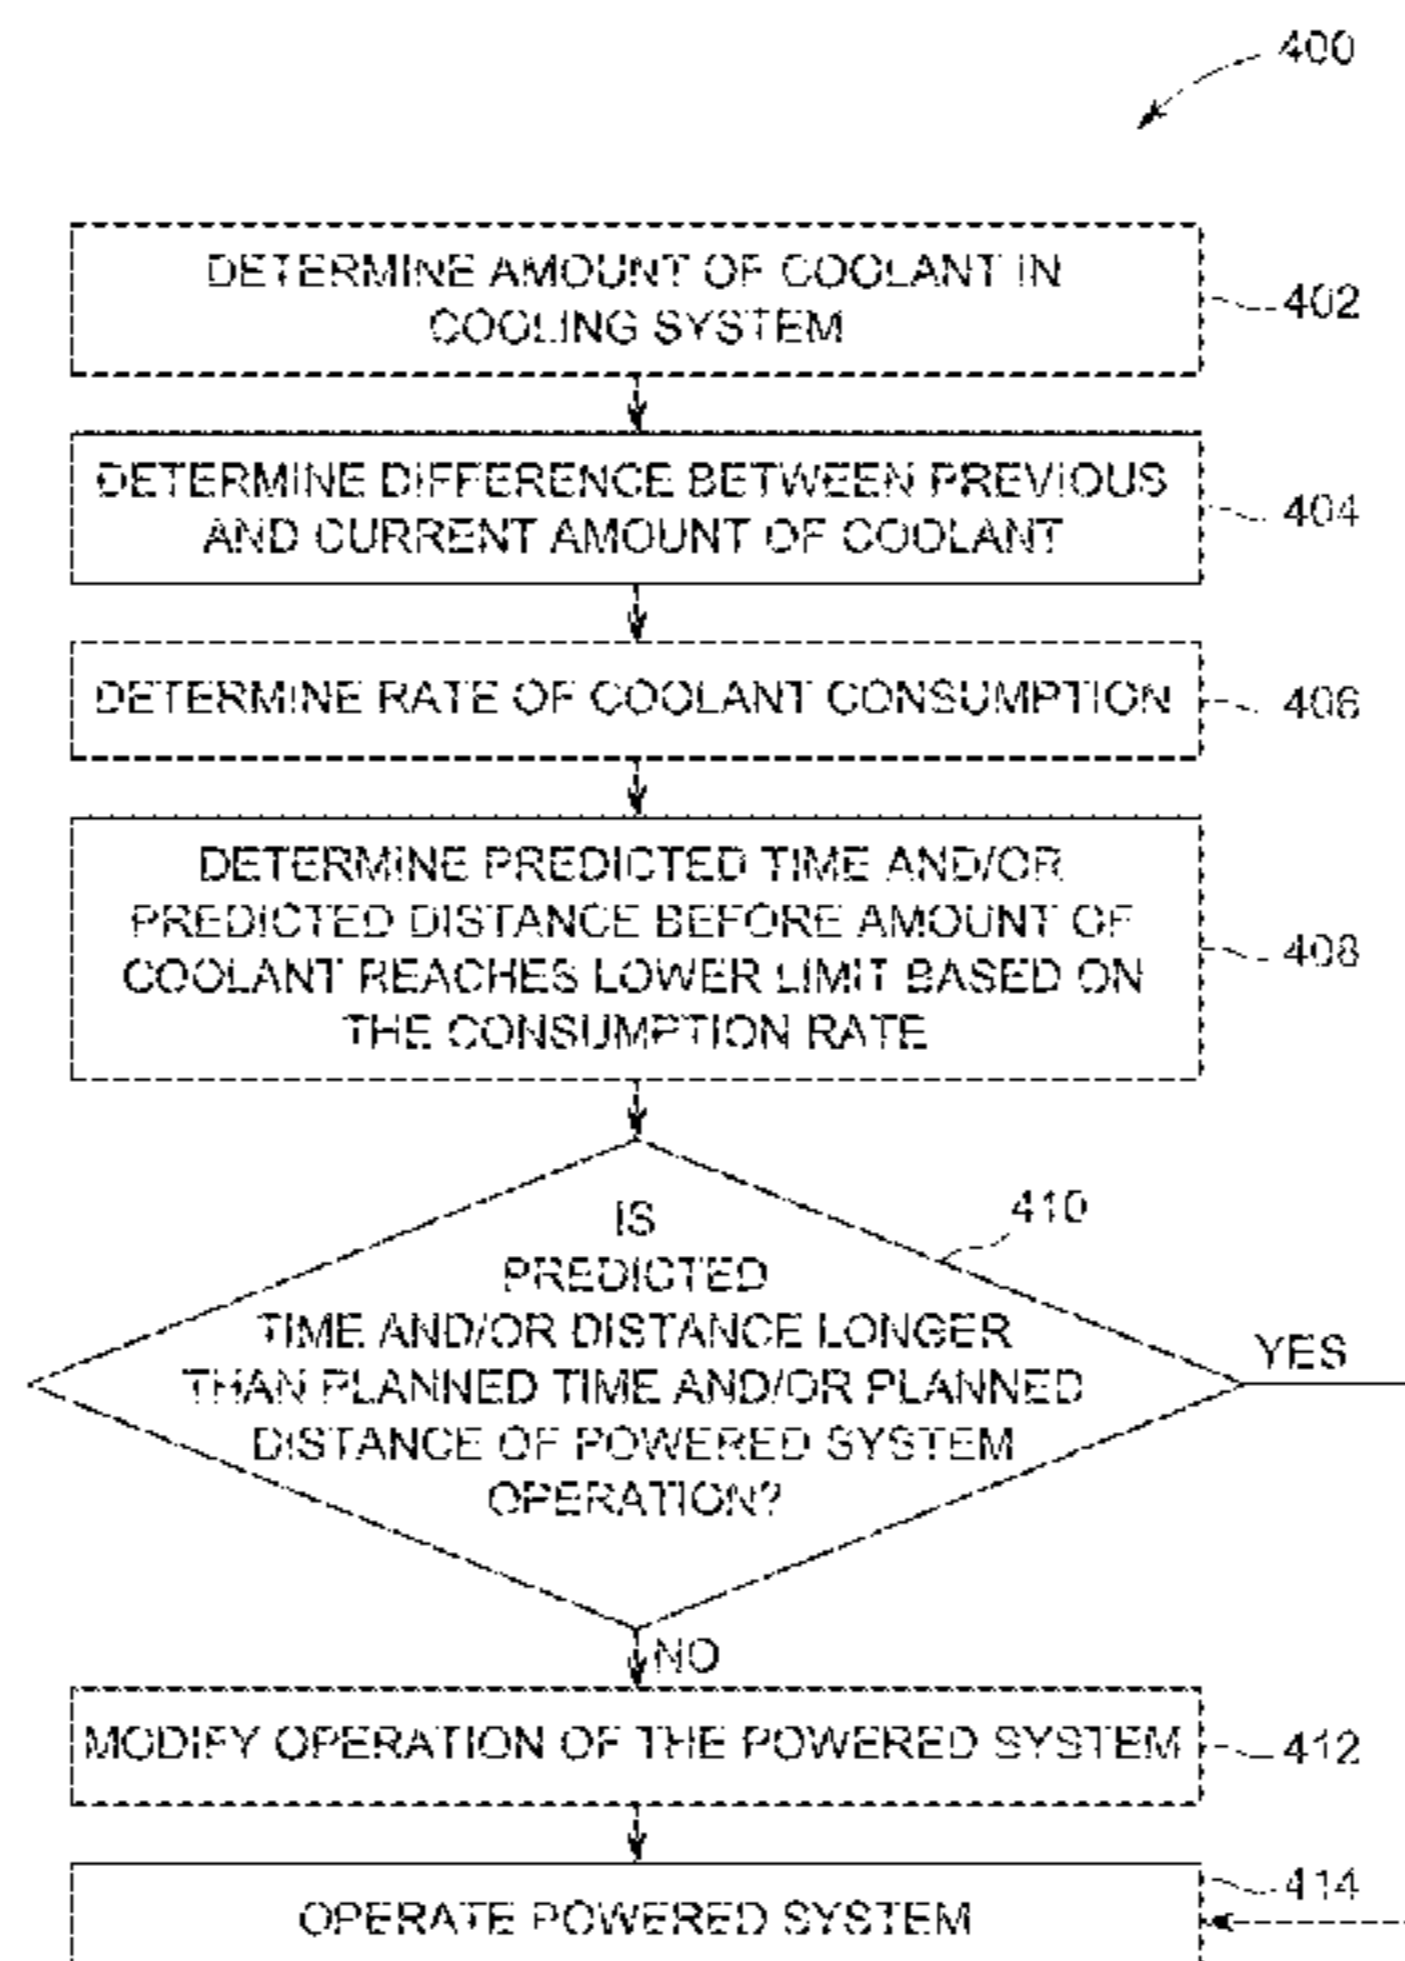 400
DETERMINE AMOUNT OF COOLANT IN
COOLING SYSTEM
402
DETERMINE DIFFERENCE BETWEEN PREVIOUS
AND CURRENT AMOUNT OF COOLANT
404
DETERMINE RATE OF COOLANT CONSUMPTION
406
DETERMINE PREDICTED TIME AND/OR
PREDICTED DISTANCE BEFORE AMOUNT OF
COOLANT REACHES LOWER LIMIT BASED ON
THE CONSUMPTION RATE
408
IS
PREDICTED
TIME AND/OR DISTANCE LONGER
THAN PLANNED TIME AND/OR PLANNED
DISTANCE OF POWERED SYSTEM
OPERATION?
410
YES
NO
MODIFY OPERATION OF THE POWERED SYSTEM
412
OPERATE POWERED SYSTEM
414